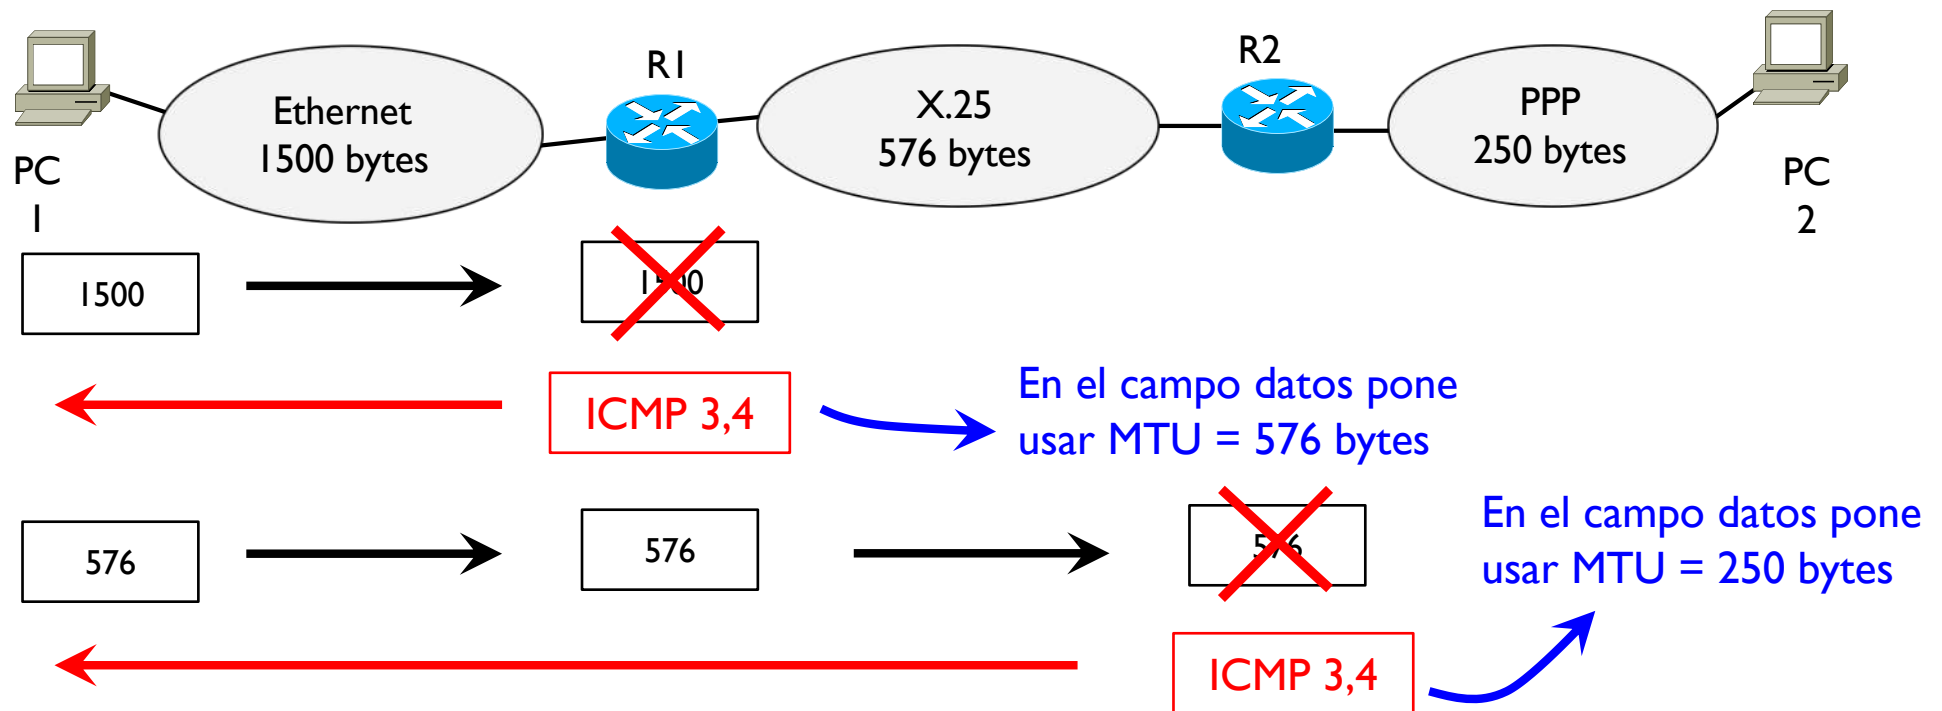 R1
R2
Ethernet
1500 bytes
X.25
576 bytes
PPP
250 bytes
PC
1
PC
2
1500
1500
ICMP 3,4
En el campo datos pone
usar MTU = 576 bytes
576
576
576
En el campo datos pone
usar MTU = 250 bytes
ICMP 3,4